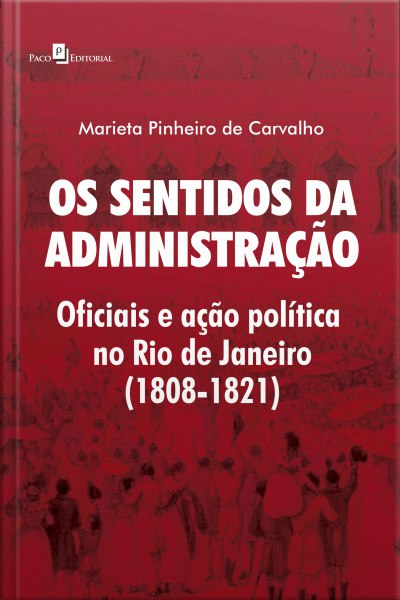 PACO EDITORIAL
Marieta Pinheiro de Carvalho
OS SENTIDOS DA
ADMINISTRAÇÃO
Oficiais e ação política
no Rio de Janeiro
(1808-1821)